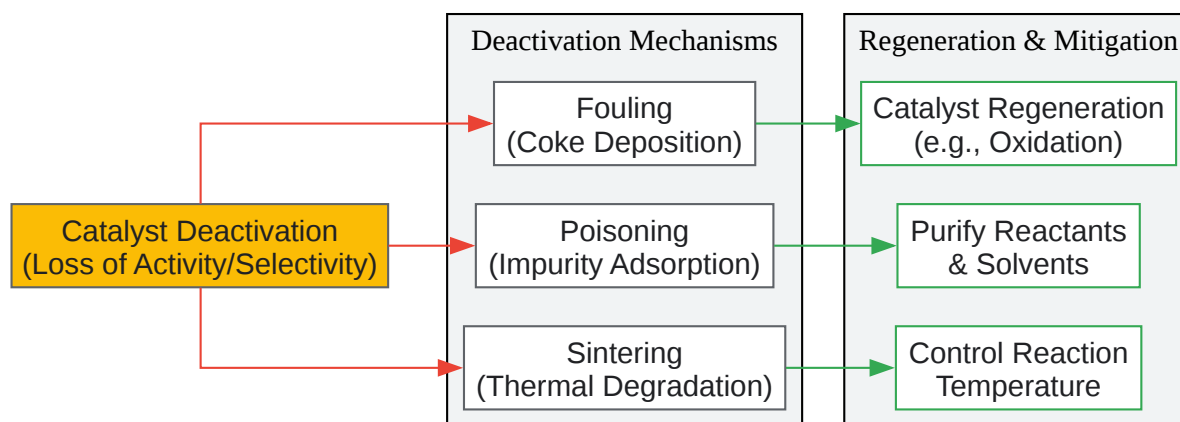 Deactivation Mechanisms
Regeneration & Mitigation
Fouling
(Coke Deposition)
Catalyst Regeneration
(e.g., Oxidation)
Catalyst Deactivation
(Loss of Activity/Selectivity)
Poisoning
(Impurity Adsorption)
Purify Reactants
& Solvents
Sintering
(Thermal Degradation)
Control Reaction
Temperature